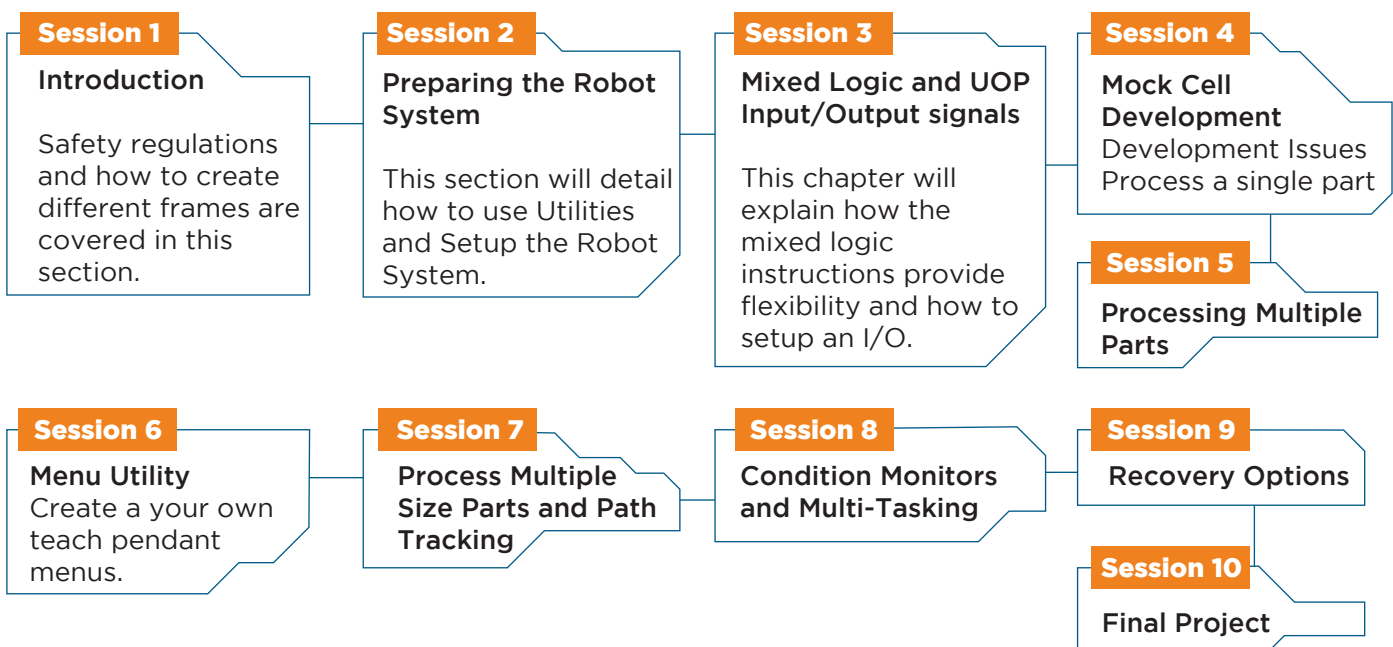 Session 1
Introduction
Safety regulations
and how to create
different frames are
covered in this
section.
Session 2
Preparing the Robot
System
This section will detail
how to use Utilities
and Setup the Robot
System.
Session 3
Mixed Logic and UOP
Input/Output signals
This chapter will
explain how the
mixed logic
instructions provide
flexibility and how to
setup an I/O.
Session 4
Mock Cell
Development
Development Issues
Process a single part
Session 5
Processing Multiple
Parts
Session 6
Menu Utility
Create a your own
teach pendant
menus.
Session 7
Process Multiple
Size Parts and Path
Tracking
Session 8
Condition Monitors
and Multi-Tasking
Session 9
Recovery Options
Session 10
Final Project